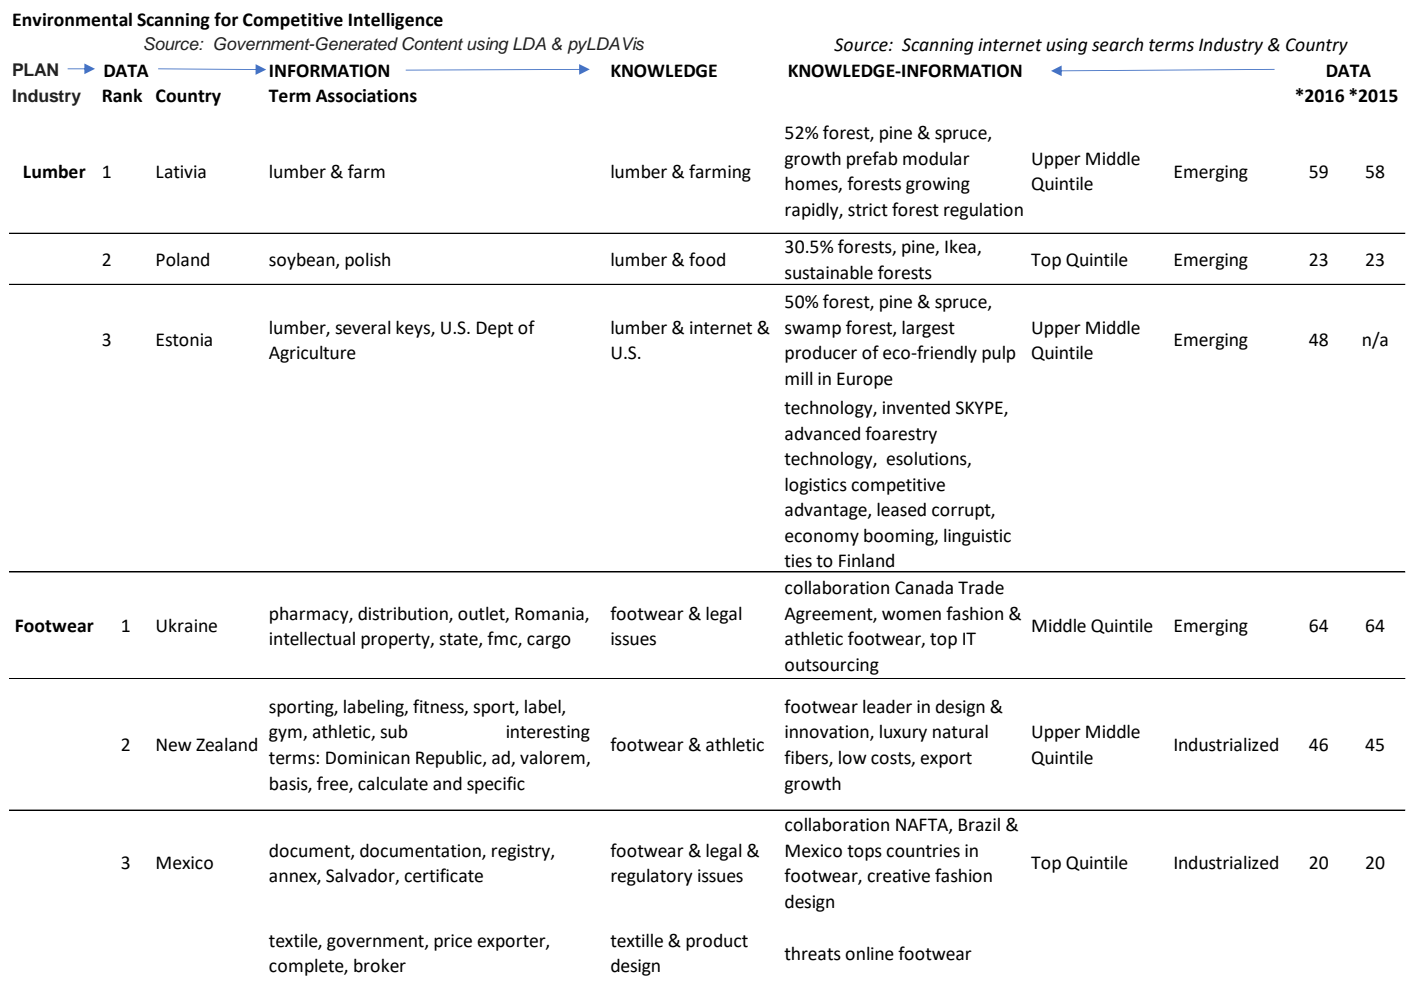 Environmental Scanning for Competitive Intelligence
Source: Government-Generated Content using LDA & pyLDAVis
Source: Scanning internet using search terms Industry & Country
PLAN DATA INFORMATION KNOWLEDGE KNOWLEDGE-INFORMATION DATA
Industry Rank Country Term Associations *2016 *2015
52% forest, pine & spruce,
growth prefab modular
homes, forests growing
rapidly, strict forest regulation
Lumber 1 Lativia lumber & farm lumber & farming
Upper Middle
Quintile
Emerging 59 58
2 Poland soybean, polish lumber & food
30.5% forests, pine, Ikea,
sustainable forests
Top Quintile Emerging 23 23
3 Estonia
lumber, several keys, U.S. Dept of
Agriculture
lumber & internet &
U.S.
50% forest, pine & spruce,
swamp forest, largest
producer of eco-friendly pulp
mill in Europe
Upper Middle
Quintile
Emerging 48 n/a
technology, invented SKYPE,
advanced foarestry
technology, esolutions,
logistics competitive
advantage, leased corrupt,
economy booming, linguistic
ties to Finland
Footwear 1 Ukraine
pharmacy, distribution, outlet, Romania,
intellectual property, state, fmc, cargo
footwear & legal
issues
collaboration Canada Trade
Agreement, women fashion &
athletic footwear, top IT
outsourcing
Middle Quintile Emerging 64 64
2 New Zealand
sporting, labeling, fitness, sport, label,
gym, athletic, sub interesting
terms: Dominican Republic, ad, valorem,
basis, free, calculate and specific
footwear & athletic
footwear leader in design &
innovation, luxury natural
fibers, low costs, export
growth
Upper Middle
Quintile
Industrialized 46 45
3 Mexico
document, documentation, registry,
annex, Salvador, certificate
footwear & legal &
regulatory issues
collaboration NAFTA, Brazil &
Mexico tops countries in
footwear, creative fashion
design
Top Quintile Industrialized 20 20
textile, government, price exporter,
complete, broker
textille & product
design
threats online footwear